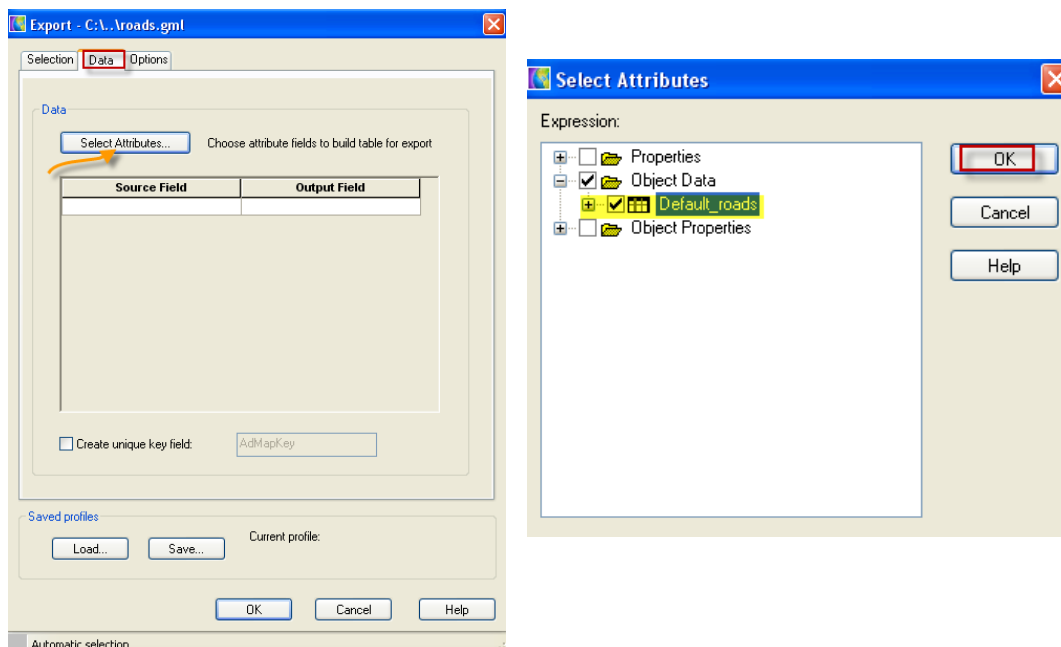 Export - C:\..\roads.gml
Selection Data Options
Data
Select Attributes... Choose attribute fields to build table for export
Source Field Output Field
Create unique key field: AdMapKey
Saved profiles
Load... Save... Current profile:
OK Cancel Help
Automatic selection
Select Attributes
Expression:
Properties
Object Data
Default_roads
Object Properties
OK
Cancel
Help